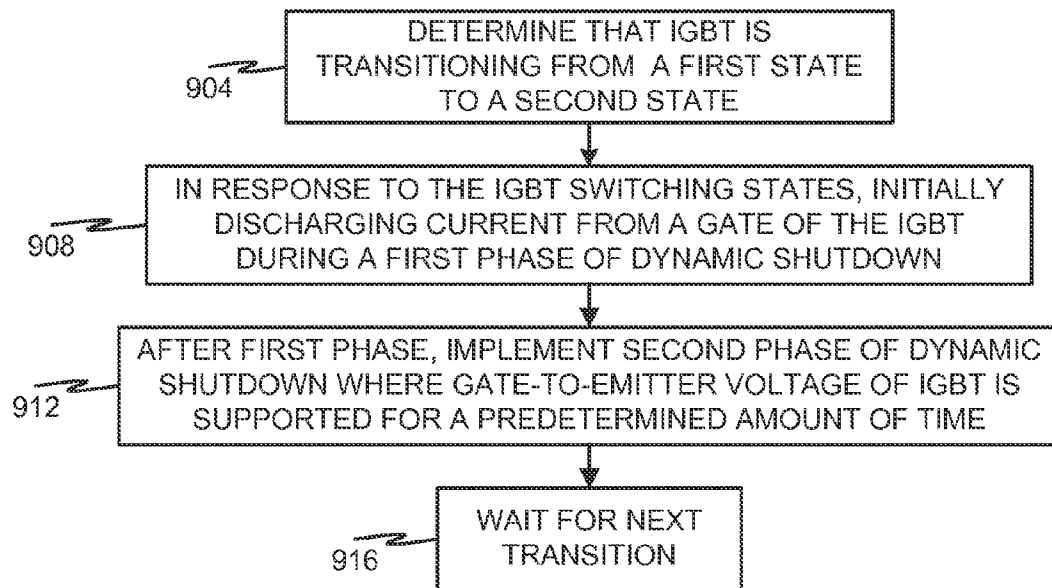 DETERMINE THAT IGBT IS
TRANSITIONING FROM A FIRST STATE
TO A SECOND STATE
904
IN RESPONSE TO THE IGBT SWITCHING STATES, INITIALLY
DISCHARGING CURRENT FROM A GATE OF THE IGBT
DURING A FIRST PHASE OF DYNAMIC SHUTDOWN
908
AFTER FIRST PHASE, IMPLEMENT SECOND PHASE OF DYNAMIC
SHUTDOWN WHERE GATE-TO-EMITTER VOLTAGE OF IGBT IS
SUPPORTED FOR A PREDETERMINED AMOUNT OF TIME
912
WAIT FOR NEXT
TRANSITION
916